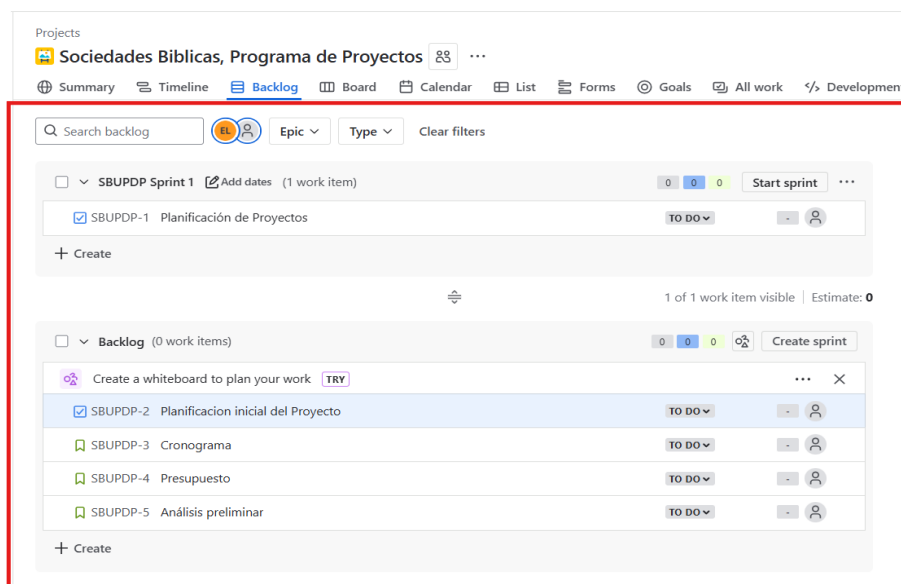 Projects
Sociedades Biblicas, Programa de Proyectos ...
Summary Timeline Backlog Board Calendar List Forms Goals All work Development
Search backlog EL Epic Type Clear filters
SBUPDP Sprint 1 Add dates (1 work item) 0 0 0 Start sprint ...
SBUPDP-1 Planificación de Proyectos TO DO -
+ Create
1 of 1 work item visible | Estimate: 0
Backlog (0 work items) 0 0 0 Create sprint
Create a whiteboard to plan your work TRY ...
SBUPDP-2 Planificacion inicial del Proyecto TO DO -
SBUPDP-3 Cronograma TO DO -
SBUPDP-4 Presupuesto TO DO -
SBUPDP-5 Análisis preliminar TO DO -
+ Create